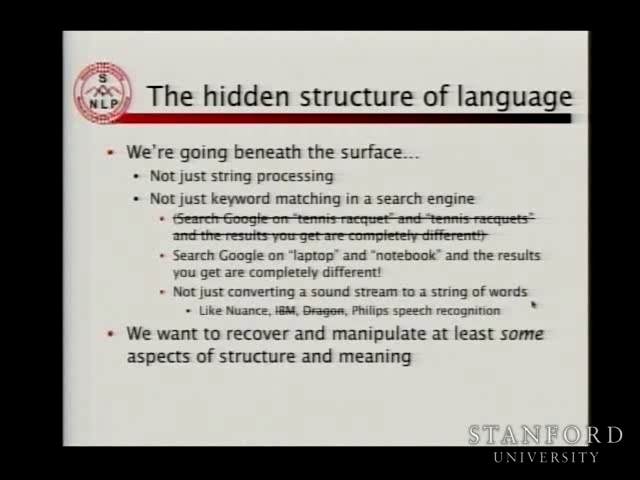 S
NLP
The hidden structure of language
• We're going beneath the surface...
• Not just string processing
• Not just keyword matching in a search engine
• (Search Google on "tennis racquet" and "tennis racquets"
and the results you get are completely different!)
• Search Google on "laptop" and "notebook" and the results
you get are completely different!
• Not just converting a sound stream to a string of words
• Like Nuance, IBM, Dragon, Philips speech recognition
• We want to recover and manipulate at least some
aspects of structure and meaning
STANFORD
UNIVERSITY